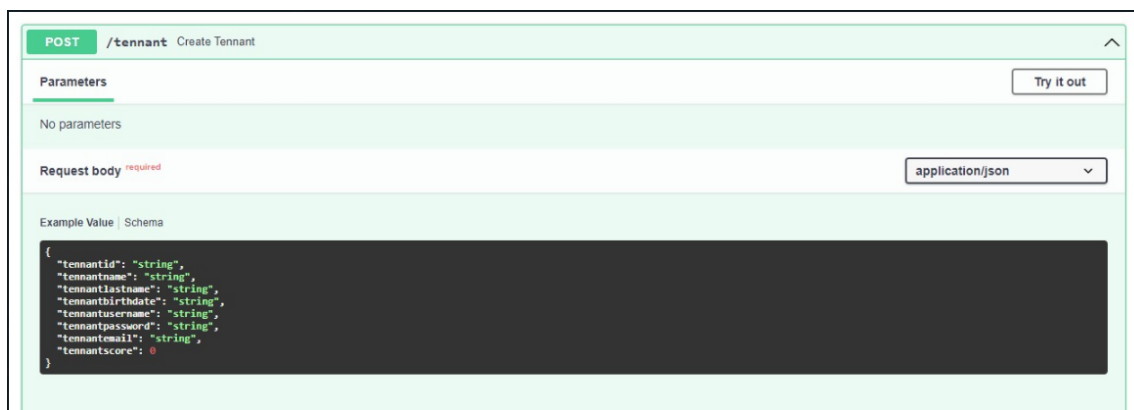 POST /tennant Create Tennant
Parameters
Try it out
No parameters
Request body required
application/json
Example Value | Schema
{
"tennantid": "string",
"tennantname": "string",
"tennantlastname": "string",
"tennantbirthdate": "string",
"tennantusername": "string",
"tennantpassword": "string",
"tennantemail": "string",
"tennantscore": 0
}